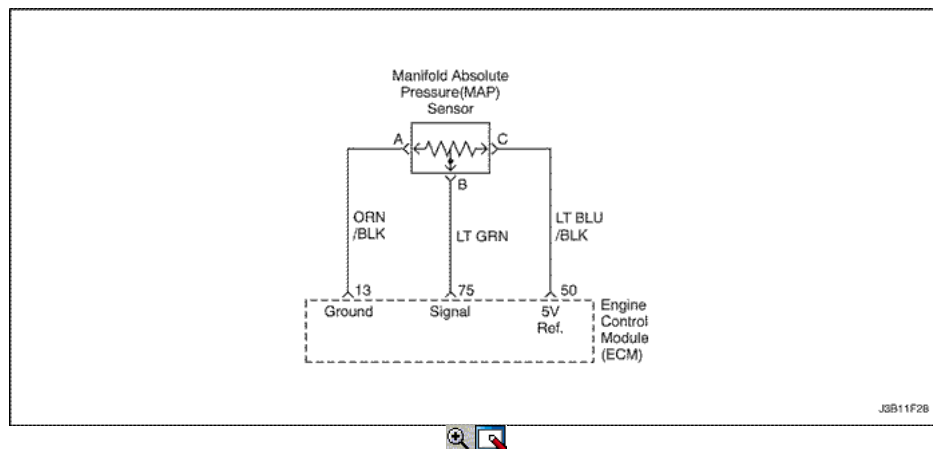 Manifold Absolute
Pressure(MAP)
Sensor
A
C
B
ORN
/BLK
LT GRN
LT BLU
/BLK
13
75
50
Ground
Signal
5V
Ref.
Engine
Control
Module
(ECM)
J3B11F28